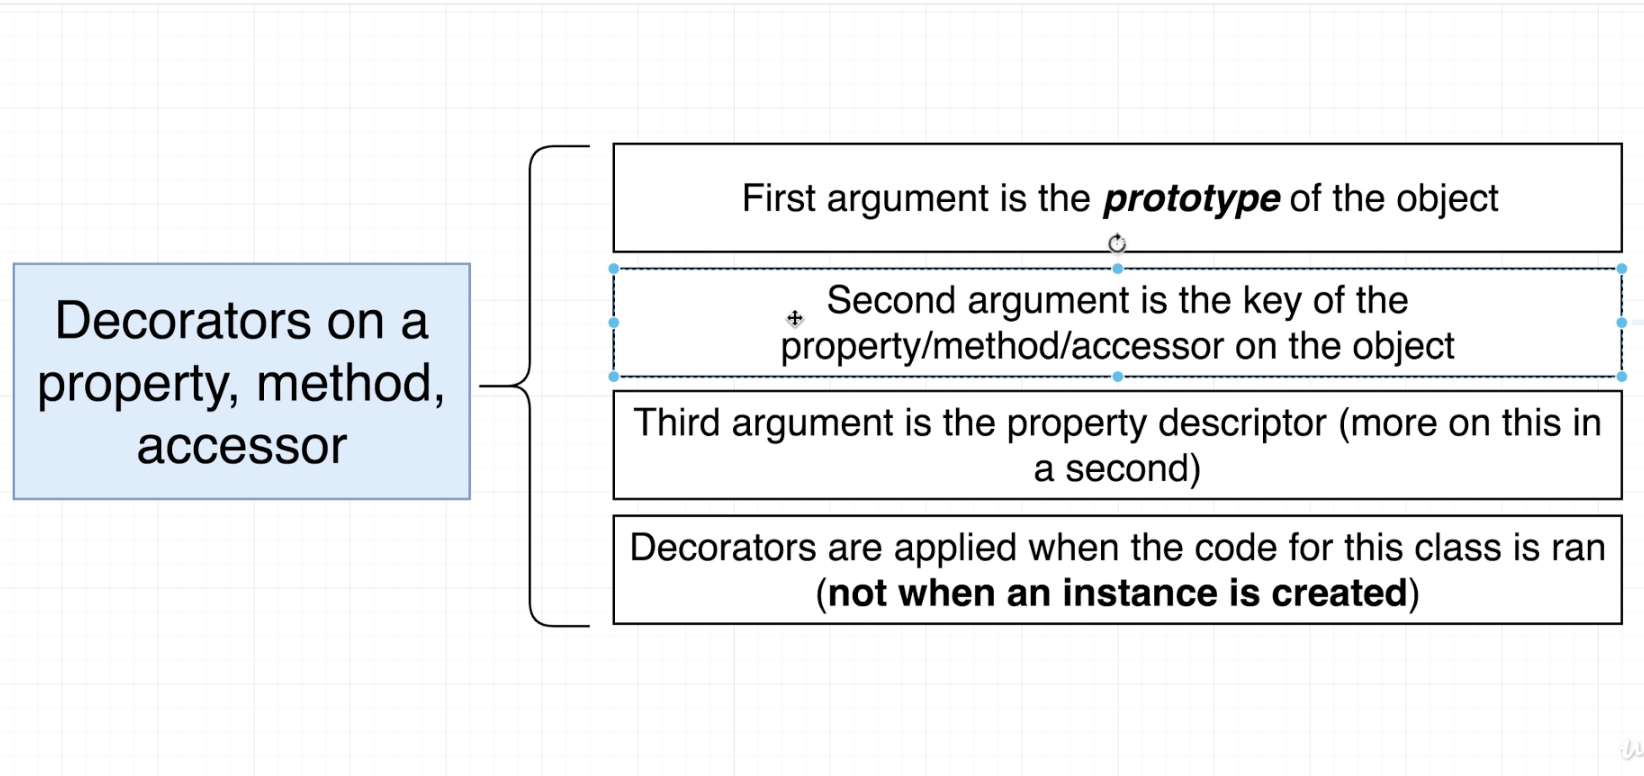 Decorators on a
property, method,
accessor
First argument is the prototype of the object
Second argument is the key of the
property/method/accessor on the object
Third argument is the property descriptor (more on this in
a second)
Decorators are applied when the code for this class is ran
(not when an instance is created)